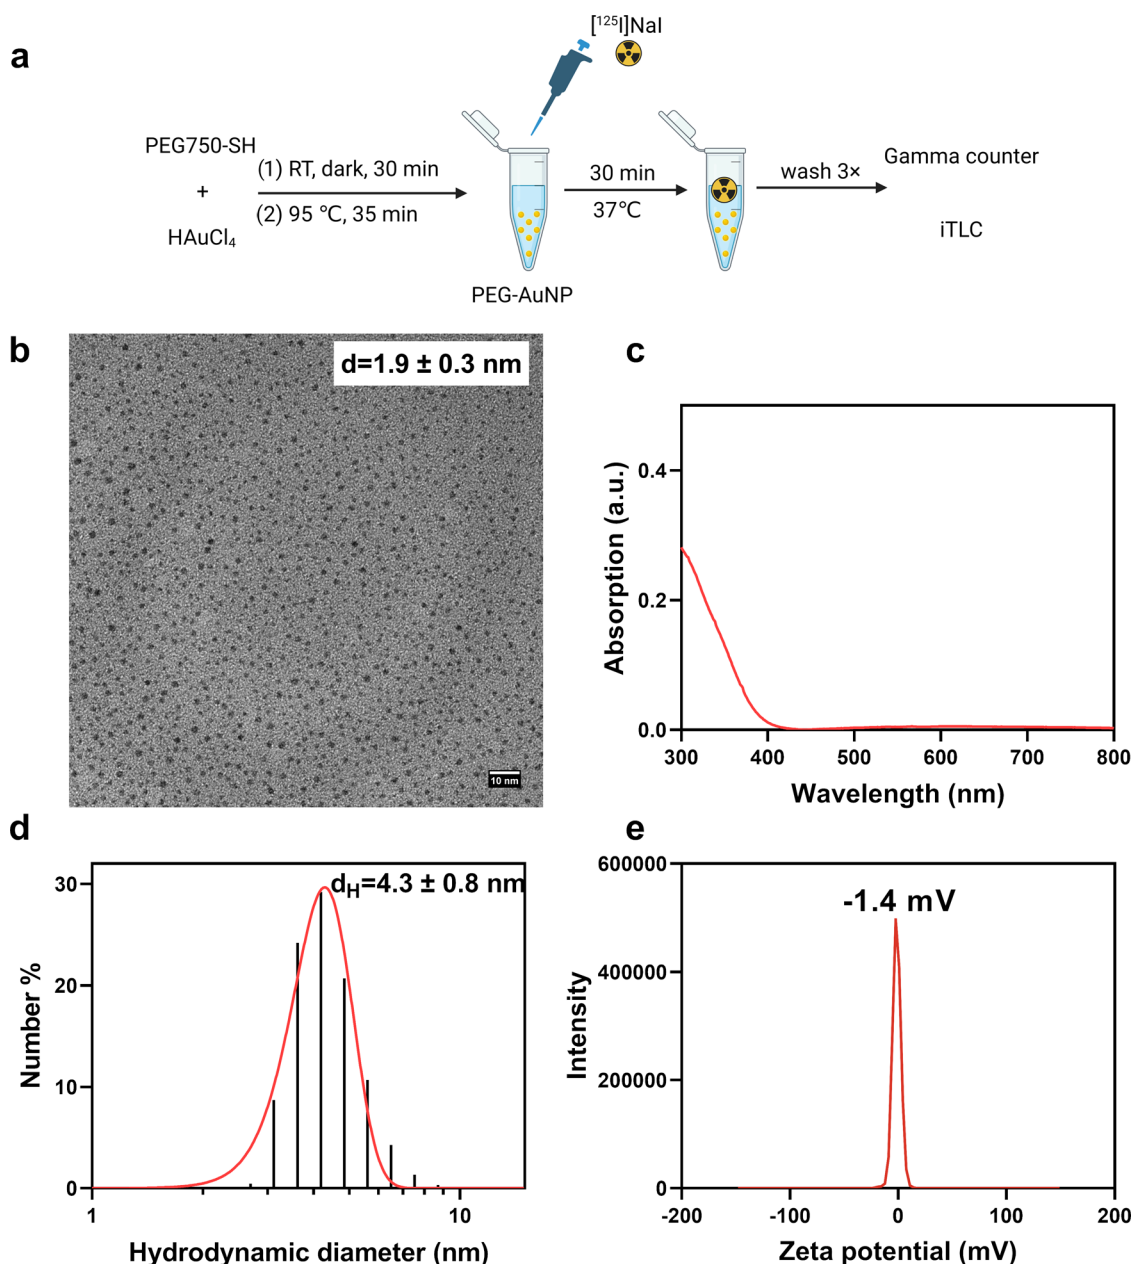 a
[¹²⁵I]NaI
PEG750-SH
+
HAuCl₄
(1) RT, dark, 30 min
(2) 95 °C, 35 min
PEG-AuNP
30 min
37°C
wash 3×
Gamma counter
iTLC
b
d=1.9 ± 0.3 nm
10 nm
c
Absorption (a.u.)
0.4
0.2
0.0
300 400 500 600 700 800
Wavelength (nm)
d
dH=4.3 ± 0.8 nm
Number %
30
20
10
0
1 10
Hydrodynamic diameter (nm)
e
-1.4 mV
Intensity
600000
400000
200000
0
-200 -100 0 100 200
Zeta potential (mV)